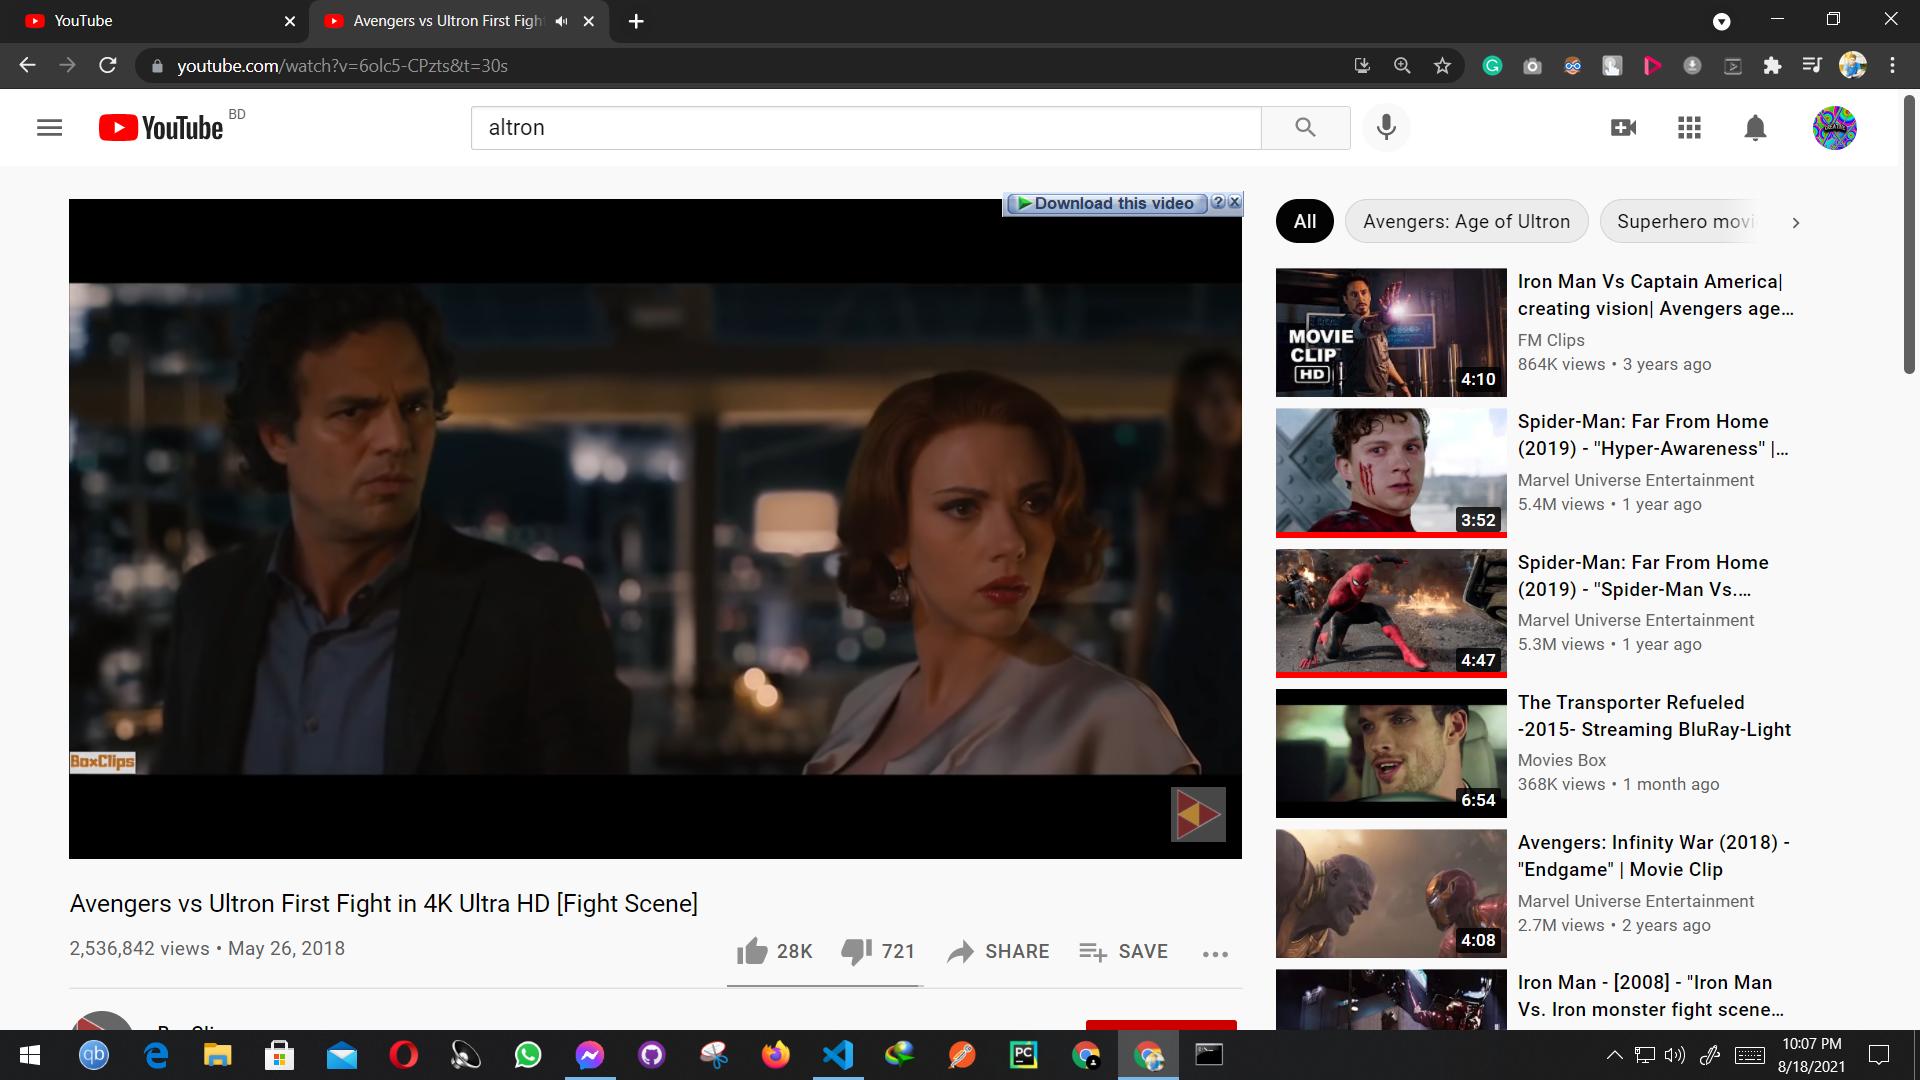 YouTube
Avengers vs Ultron First Fight
youtube.com/watch?v=6olc5-CPzts&t=30s
YouTube BD
altron
Download this video ? x
All
Avengers: Age of Ultron
Superhero movi
BoxClips
Avengers vs Ultron First Fight in 4K Ultra HD [Fight Scene]
2,536,842 views • May 26, 2018
28K
721
SHARE
SAVE
MOVIE
CLIP
HD
4:10
Iron Man Vs Captain America|
creating vision| Avengers age...
FM Clips
864K views • 3 years ago
3:52
Spider-Man: Far From Home
(2019) - "Hyper-Awareness" |...
Marvel Universe Entertainment
5.4M views • 1 year ago
4:47
Spider-Man: Far From Home
(2019) - "Spider-Man Vs....
Marvel Universe Entertainment
5.3M views • 1 year ago
6:54
The Transporter Refueled
-2015- Streaming BluRay-Light
Movies Box
368K views • 1 month ago
4:08
Avengers: Infinity War (2018) -
"Endgame" | Movie Clip
Marvel Universe Entertainment
2.7M views • 2 years ago
Iron Man - [2008] - "Iron Man
Vs. Iron monster fight scene...
qb
PC
10:07 PM
8/18/2021